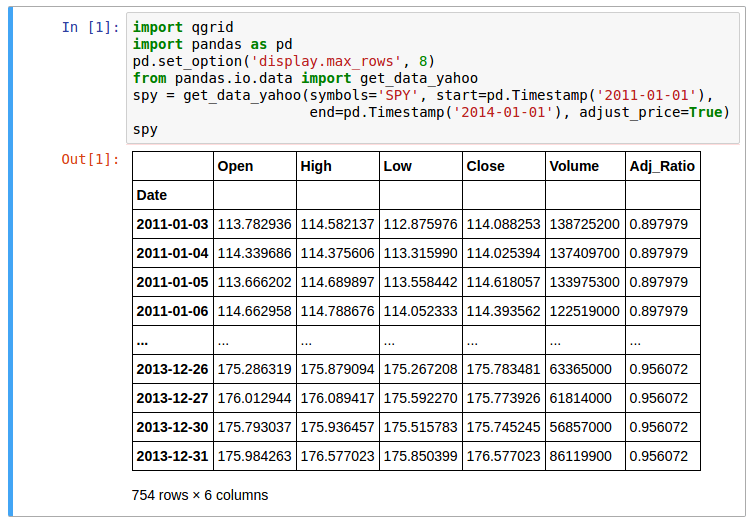 In [1]: import qgrid
import pandas as pd
pd.set_option('display.max_rows', 8)
from pandas.io.data import get_data_yahoo
spy = get_data_yahoo(symbols='SPY', start=pd.Timestamp('2011-01-01'),
end=pd.Timestamp('2014-01-01'), adjust_price=True)
spy
Out[1]:
Open High Low Close Volume Adj_Ratio
Date
2011-01-03 113.782936 114.582137 112.875976 114.088253 138725200 0.897979
2011-01-04 114.339686 114.375606 113.315990 114.025394 137409700 0.897979
2011-01-05 113.666202 114.689897 113.558442 114.618057 133975300 0.897979
2011-01-06 114.662958 114.788676 114.052333 114.393562 122519000 0.897979
... ... ... ... ... ... ...
2013-12-26 175.286319 175.879094 175.267208 175.783481 63365000 0.956072
2013-12-27 176.012944 176.089417 175.592270 175.773926 61814000 0.956072
2013-12-30 175.793037 175.936457 175.515783 175.745245 56857000 0.956072
2013-12-31 175.984263 176.577023 175.850399 176.577023 86119900 0.956072
754 rows × 6 columns